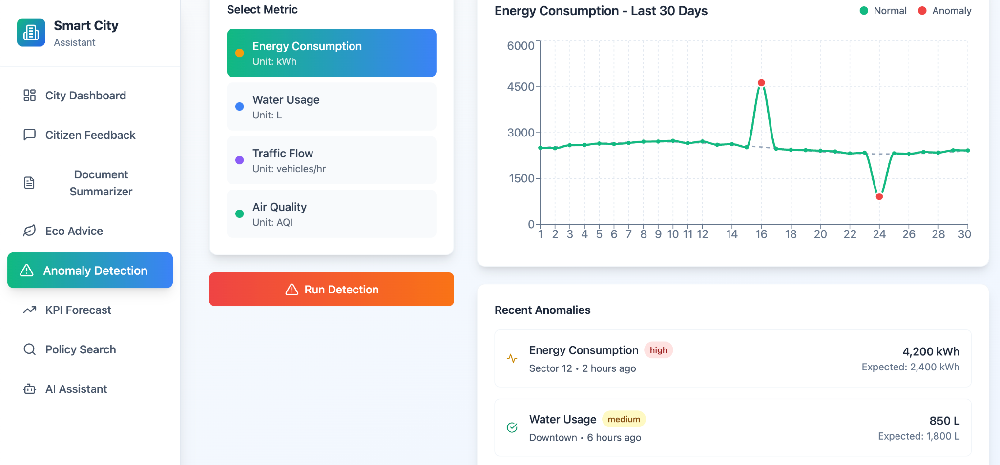 Smart City
Assistant
City Dashboard
Citizen Feedback
Document
Summarizer
Eco Advice
Anomaly Detection
KPI Forecast
Policy Search
AI Assistant
Select Metric
Energy Consumption
Unit: kWh
Water Usage
Unit: L
Traffic Flow
Unit: vehicles/hr
Air Quality
Unit: AQI
Run Detection
Energy Consumption - Last 30 Days
Normal
Anomaly
6000
4500
3000
1500
0
1 2 3 4 5 6 7 8 9 10 11 12 14 16 18 20 22 24 26 28 30
Recent Anomalies
Energy Consumption high
Sector 12 • 2 hours ago
4,200 kWh
Expected: 2,400 kWh
Water Usage medium
Downtown • 6 hours ago
850 L
Expected: 1,800 L